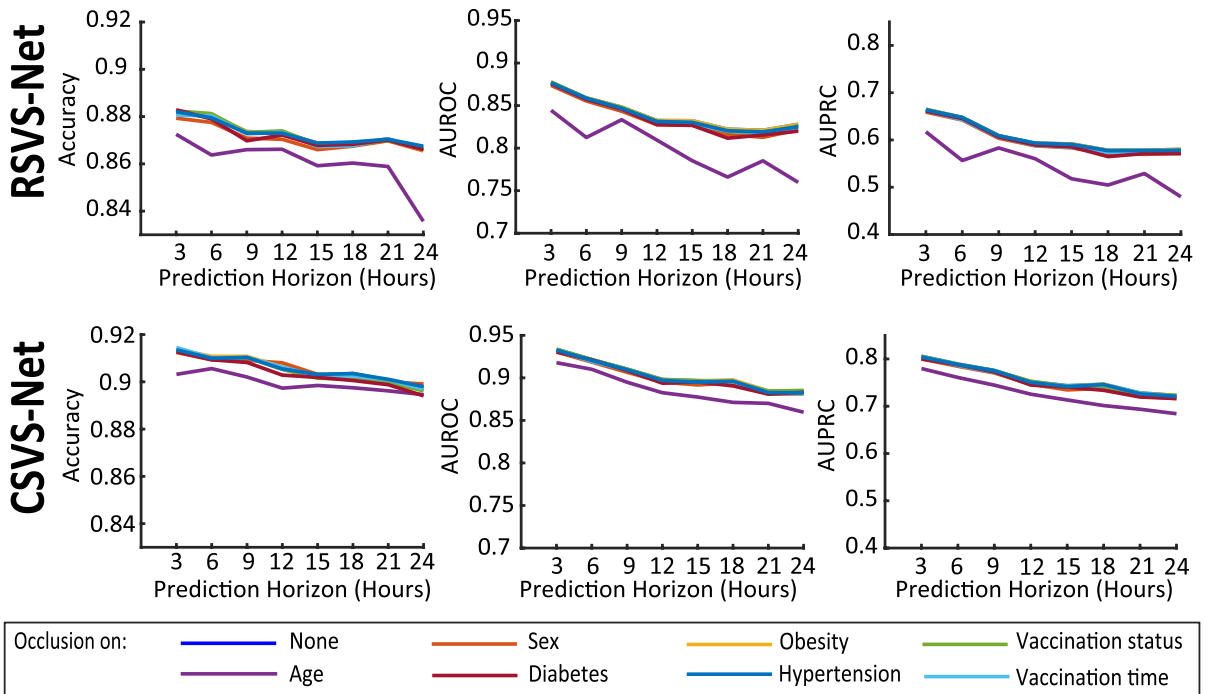 RSVS-Net
0.92
0.9
0.88
0.86
0.84
Accuracy
3 6 9 12 15 18 21 24
Prediction Horizon (Hours)
0.95
0.9
0.85
0.8
0.75
0.7
AUROC
3 6 9 12 15 18 21 24
Prediction Horizon (Hours)
0.8
0.7
0.6
0.5
0.4
AUPRC
3 6 9 12 15 18 21 24
Prediction Horizon (Hours)
CSVS-Net
0.92
0.9
0.88
0.86
0.84
Accuracy
3 6 9 12 15 18 21 24
Prediction Horizon (Hours)
0.95
0.9
0.85
0.8
0.75
0.7
AUROC
3 6 9 12 15 18 21 24
Prediction Horizon (Hours)
0.8
0.7
0.6
0.5
0.4
AUPRC
3 6 9 12 15 18 21 24
Prediction Horizon (Hours)
Occlusion on: None Sex Obesity Vaccination status
Age Diabetes Hypertension Vaccination time